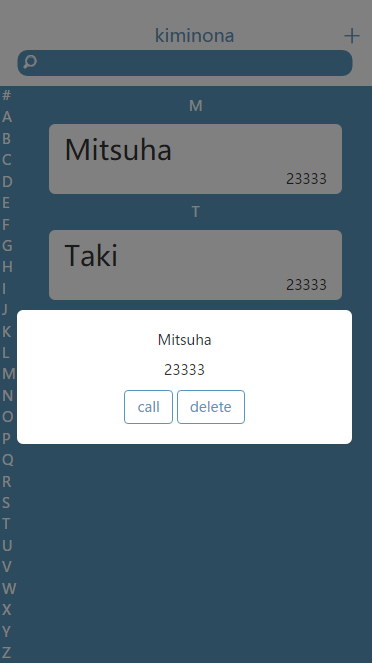 kiminona +
#
A
B
C
D
E
F
G
H
I
J
K
L
M
N
O
P
Q
R
S
T
U
V
W
X
Y
Z
M
Mitsuha
23333
T
Taki
23333
Mitsuha
23333
call delete